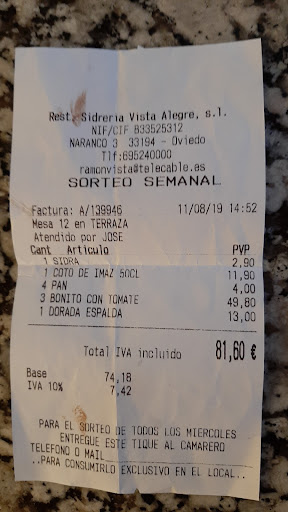 Rest. Sidreria Vista Alegre, s.l.
NIF/CIF B33525312
NARANCO 3 33194 - Oviedo
Tlf:695240000
ramonvista@telecable.es
SORTEO SEMANAL
Factura: A/139946 11/08/19 14:52
Mesa 12 en TERRAZA
Atendido por JOSE
Cant Articulo PVP
1 SIDRA 2,90
1 COTO DE IMAZ 50CL 11,90
4 PAN 4,00
3 BONITO CON TOMATE 49,80
1 DORADA ESPALDA 13,00
Total IVA incluido 81,60 €
Base 74,18
IVA 10% 7,42
PARA EL SORTEO DE TODOS LOS MIERCOLES
ENTREGUE ESTE TIQUE AL CAMARERO
TELEFONO O MAIL
..PARA CONSUMIRLO EXCLUSIVO EN EL LOCAL..